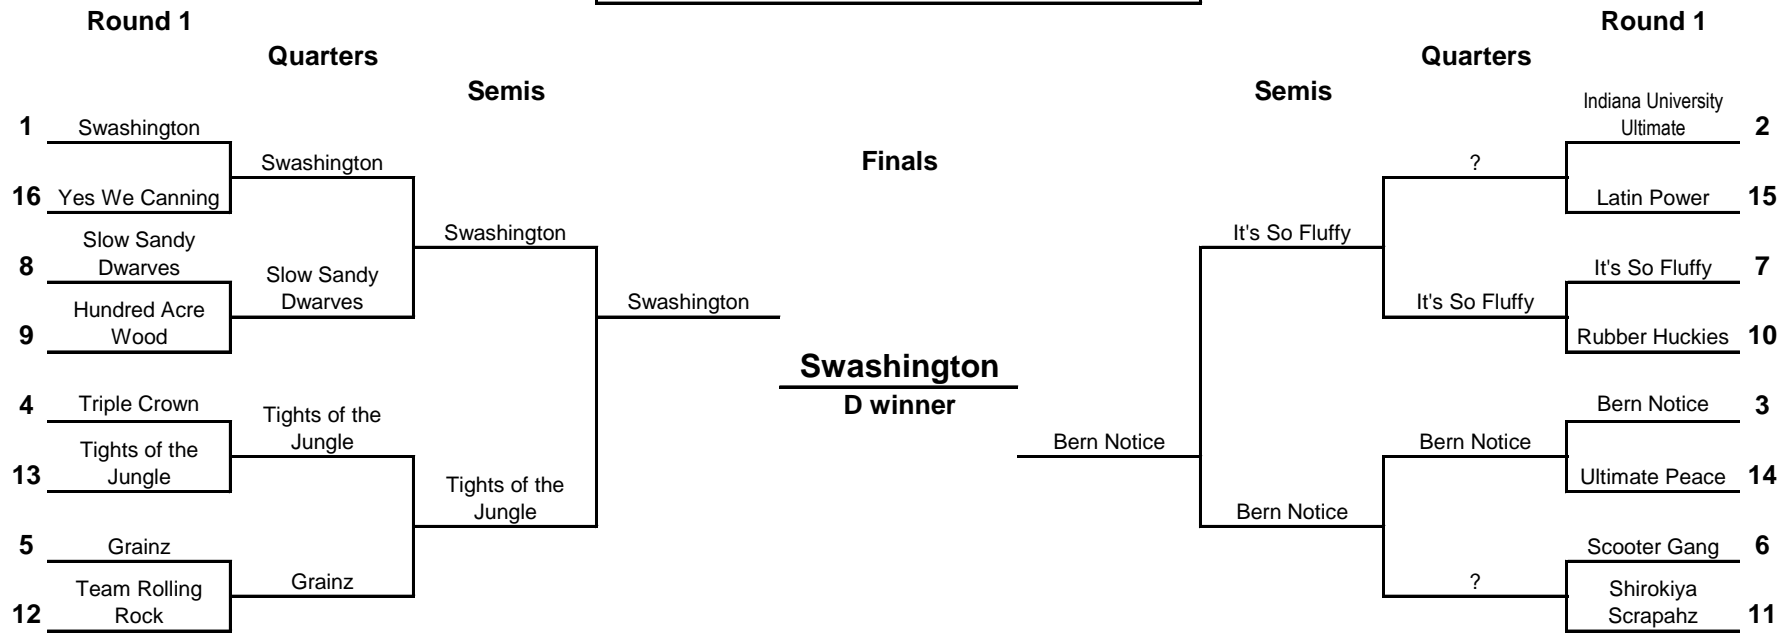 Round 1
Round 1
Quarters
Quarters
Semis
Semis
Finals
1
Swashington
16
Yes We Canning
8
Slow Sandy
Dwarves
9
Hundred Acre
Wood
4
Triple Crown
13
Tights of the
Jungle
5
Grainz
12
Team Rolling
Rock
Swashington
Slow Sandy
Dwarves
Tights of the
Jungle
Grainz
Swashington
Tights of the
Jungle
Swashington
Swashington
D winner
Bern Notice
It's So Fluffy
Bern Notice
?
It's So Fluffy
Bern Notice
?
Indiana University
Ultimate
2
Latin Power
15
It's So Fluffy
7
Rubber Huckies
10
Bern Notice
3
Ultimate Peace
14
Scooter Gang
6
Shirokiya
Scrapahz
11